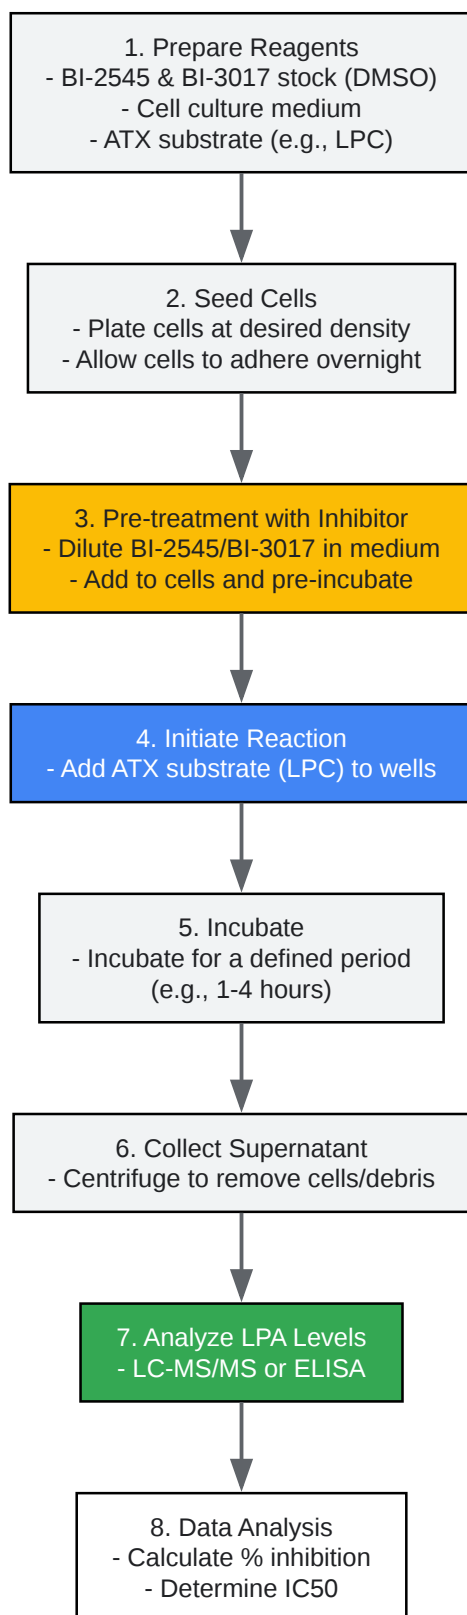 1. Prepare Reagents
- BI-2545 & BI-3017 stock (DMSO)
- Cell culture medium
- ATX substrate (e.g., LPC)
2. Seed Cells
- Plate cells at desired density
- Allow cells to adhere overnight
3. Pre-treatment with Inhibitor
- Dilute BI-2545/BI-3017 in medium
- Add to cells and pre-incubate
4. Initiate Reaction
- Add ATX substrate (LPC) to wells
5. Incubate
- Incubate for a defined period
(e.g., 1-4 hours)
6. Collect Supernatant
- Centrifuge to remove cells/debris
7. Analyze LPA Levels
- LC-MS/MS or ELISA
8. Data Analysis
- Calculate % inhibition
- Determine IC50